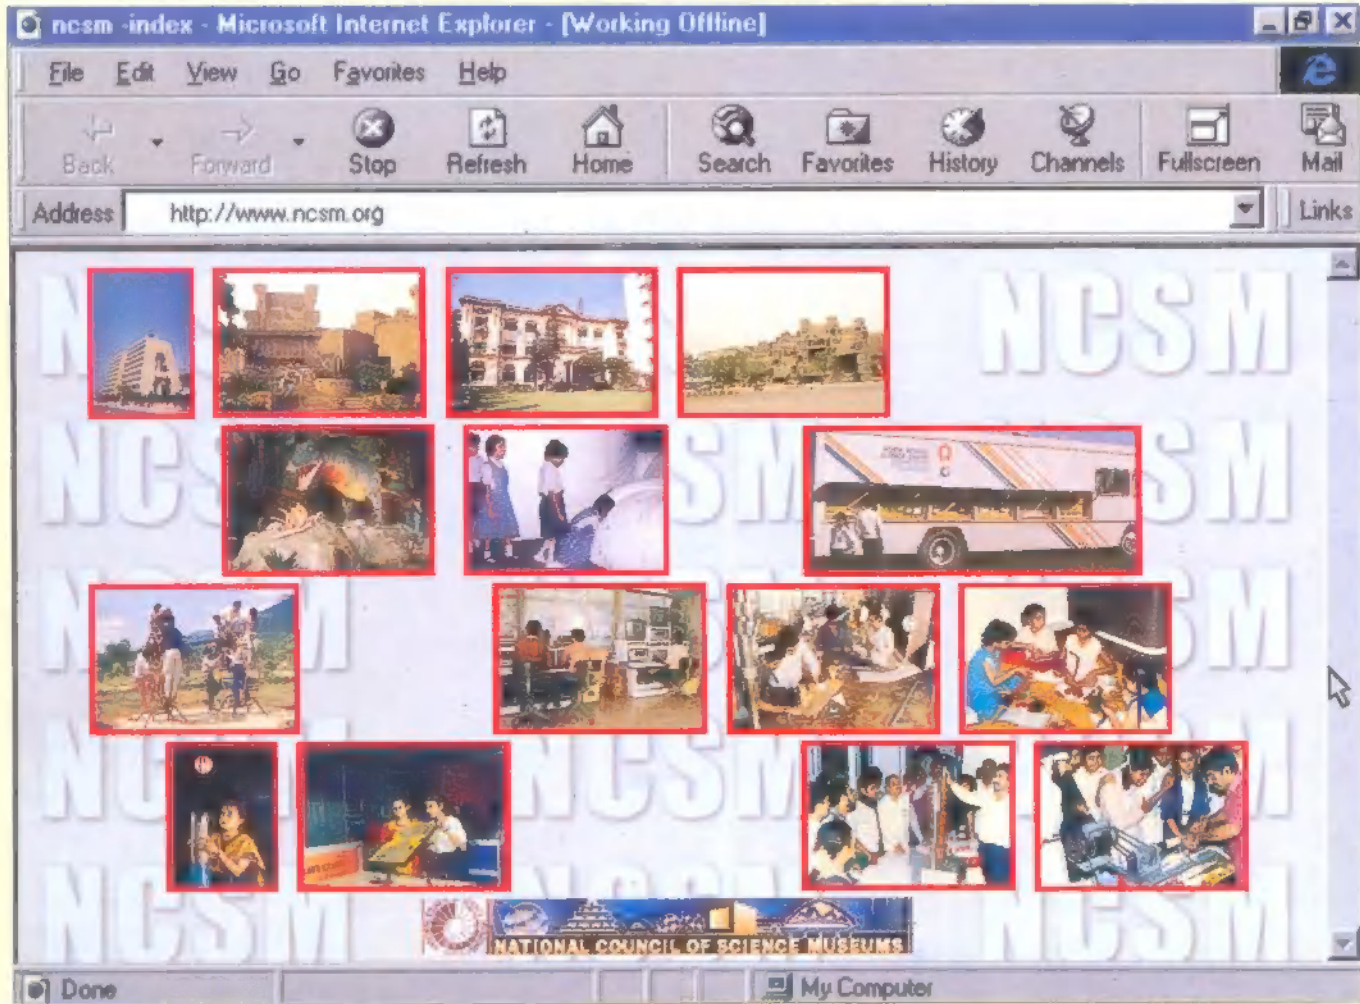 ncsm -index - Microsoft Internet Explorer - [Working Offline]
File Edit View Go Favorites Help
Back Forward Stop Refresh Home Search Favorites History Channels Fullscreen Mail
Address http://www.ncsm.org Links
NCSM
NCSM
NATIONAL COUNCIL OF SCIENCE MUSEUMS
Done My Computer